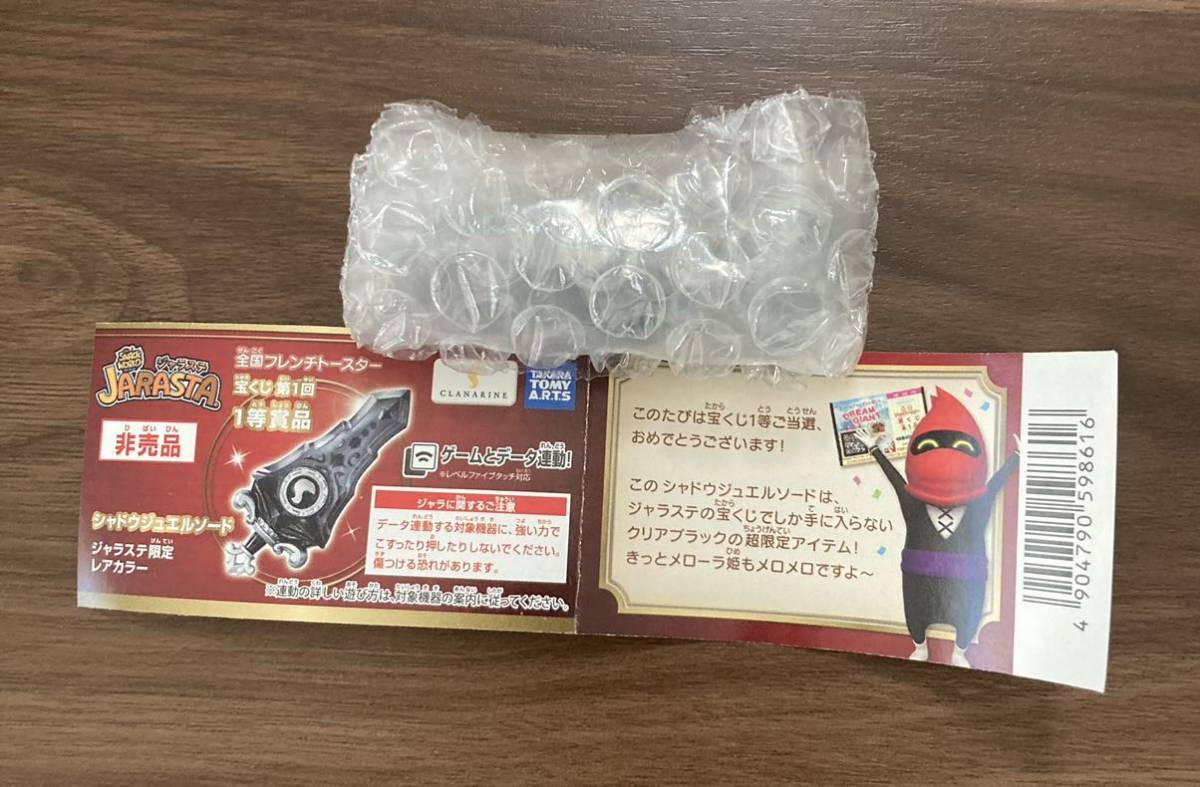 SNACK WORLD
ジャラステ
JARASTA
全国フレンチトースター
宝くじ 第1回
1等賞品
非売品
シャドウジュエルソード
ジャラステ限定
レアカラー
CLANARINE
TAKARA
TOMY
A.R.T.S
ゲームとデータ連動!
※レベルファイブタッチ対応
ジャラに関するご注意
データ連動する対象機器に、強い力で
こすったり押したりしないでください。
傷つける恐れがあります。
※連動の詳しい遊び方は、対象機器の案内に従ってください。
このたびは宝くじ1等ご当選、
おめでとうございます!
このシャドウジュエルソードは、
ジャラステの宝くじでしか手に入らない
クリアブラックの超限定アイテム!
きっとメローラ姫もメロメロですよ～
DREAM
GIANT
4 904790 598616